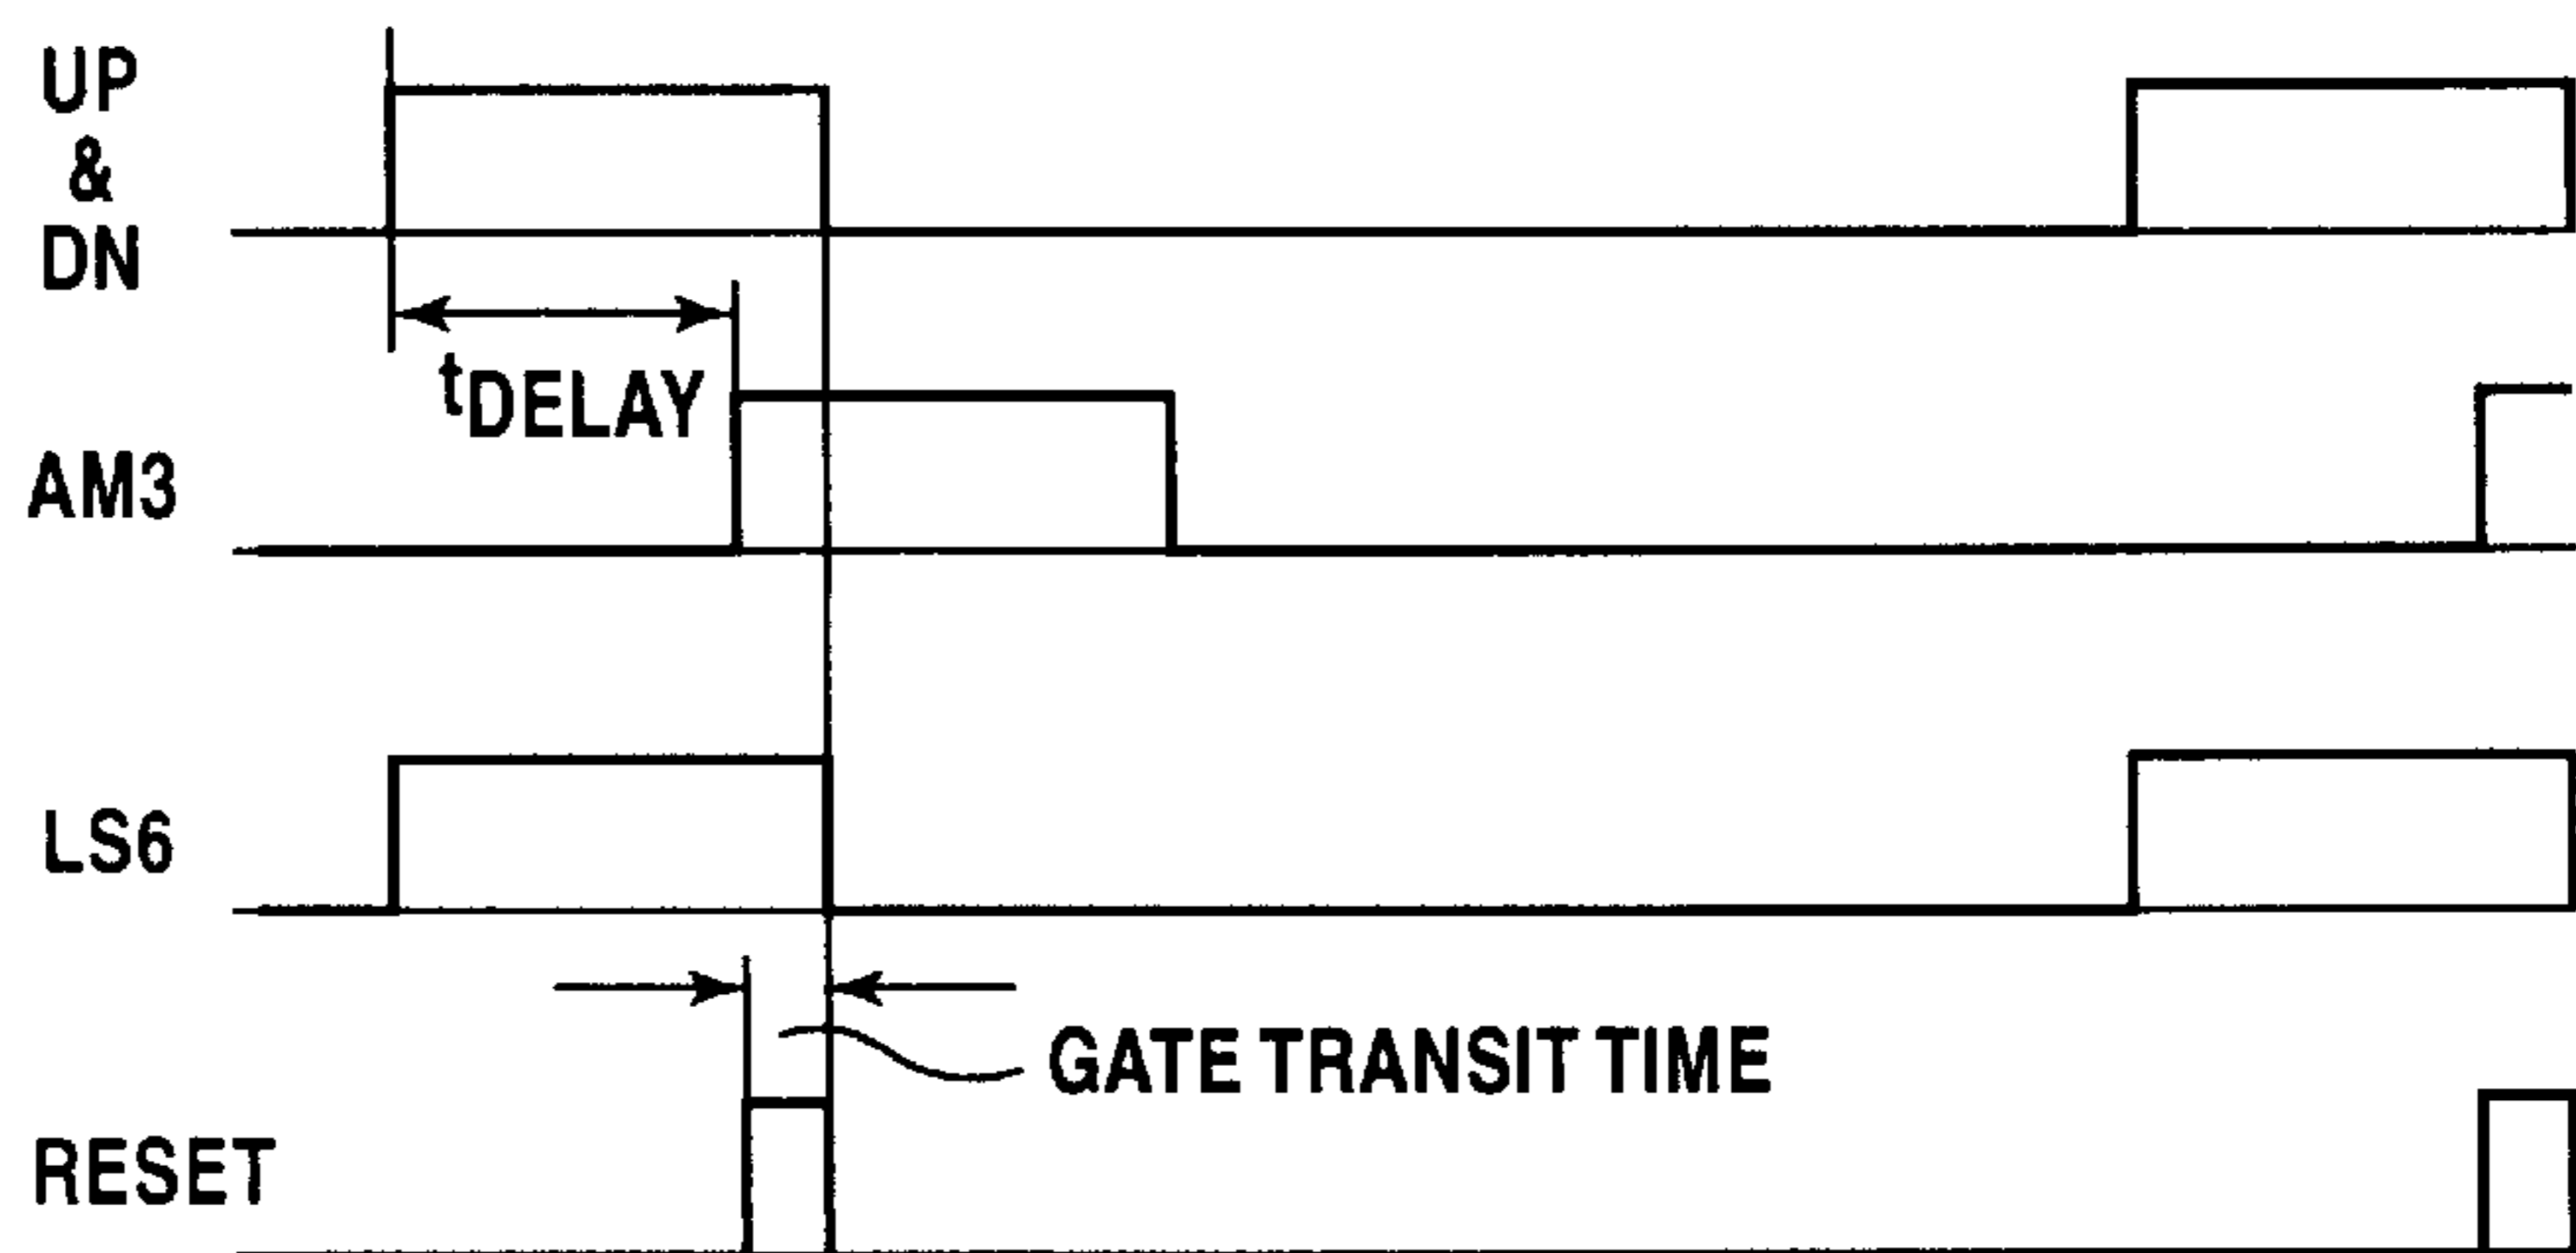 UP
&
DN
tDELAY
AM3
LS6
GATE TRANSIT TIME
RESET